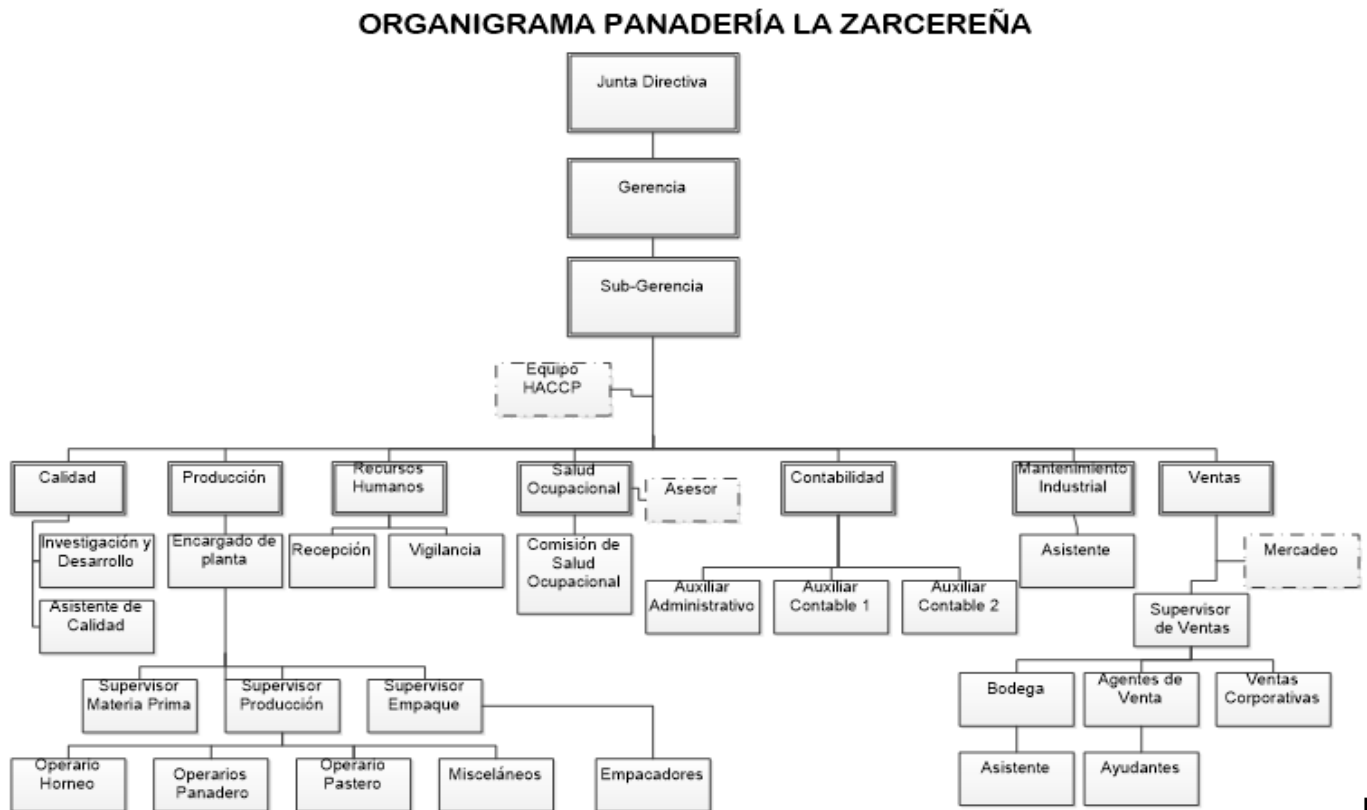 ORGANIGRAMA PANADERÍA LA ZARCEREÑA
Junta Directiva
Gerencia
Sub-Gerencia
Equipo
HACCP
Calidad
Producción
Recursos
Humanos
Salud
Ocupacional
Asesor
Contabilidad
Mantenimiento
Industrial
Ventas
Investigación y
Desarrollo
Encargado de
planta
Recepción
Vigilancia
Comisión de
Salud
Ocupacional
Asistente
Mercadeo
Asistente de
Calidad
Auxiliar
Administrativo
Auxiliar
Contable 1
Auxiliar
Contable 2
Supervisor
de Ventas
Supervisor
Materia Prima
Supervisor
Producción
Supervisor
Empaque
Bodega
Agentes de
Venta
Ventas
Corporativas
Operario
Horneo
Operarios
Panadero
Operario
Pastero
Misceláneos
Empacadores
Asistente
Ayudantes